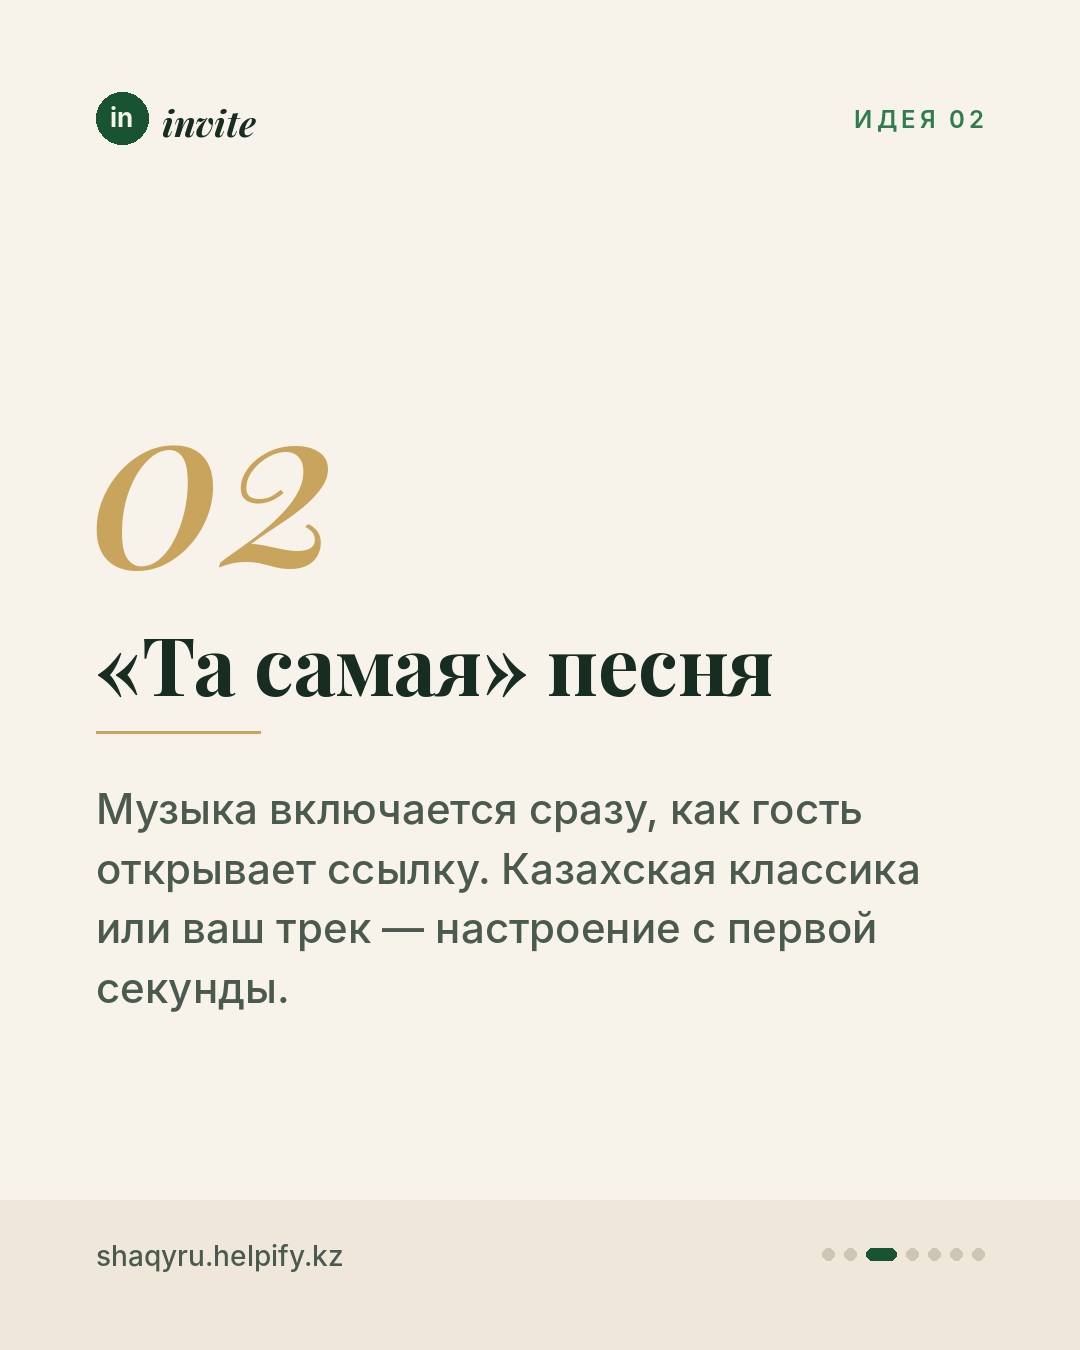 in invite
ИДЕЯ 02
02
«Та самая» песня
Музыка включается сразу, как гость
открывает ссылку. Казахская классика
или ваш трек — настроение с первой
секунды.
shaqyru.helpify.kz